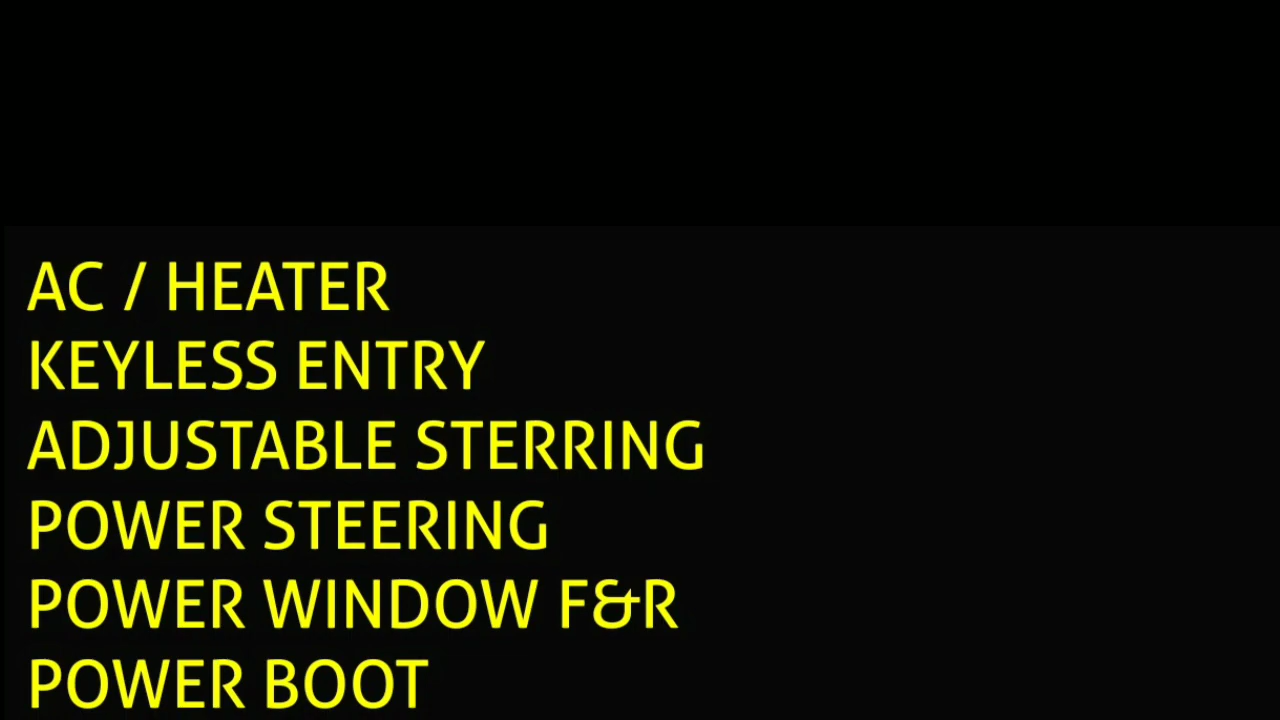 AC / HEATER
KEYLESS ENTRY
ADJUSTABLE STERRING
POWER STEERING
POWER WINDOW F&R
POWER BOOT